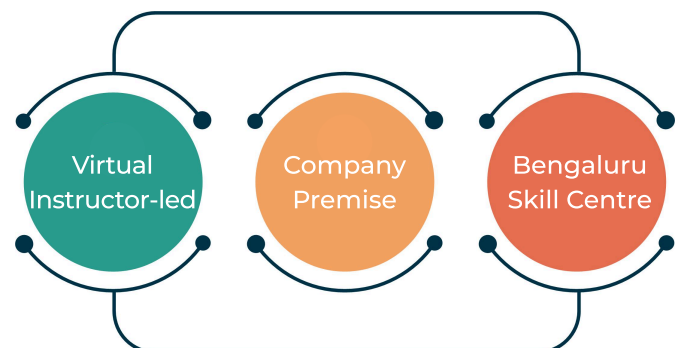 Virtual
Instructor-led
Company
Premise
Bengaluru
Skill Centre